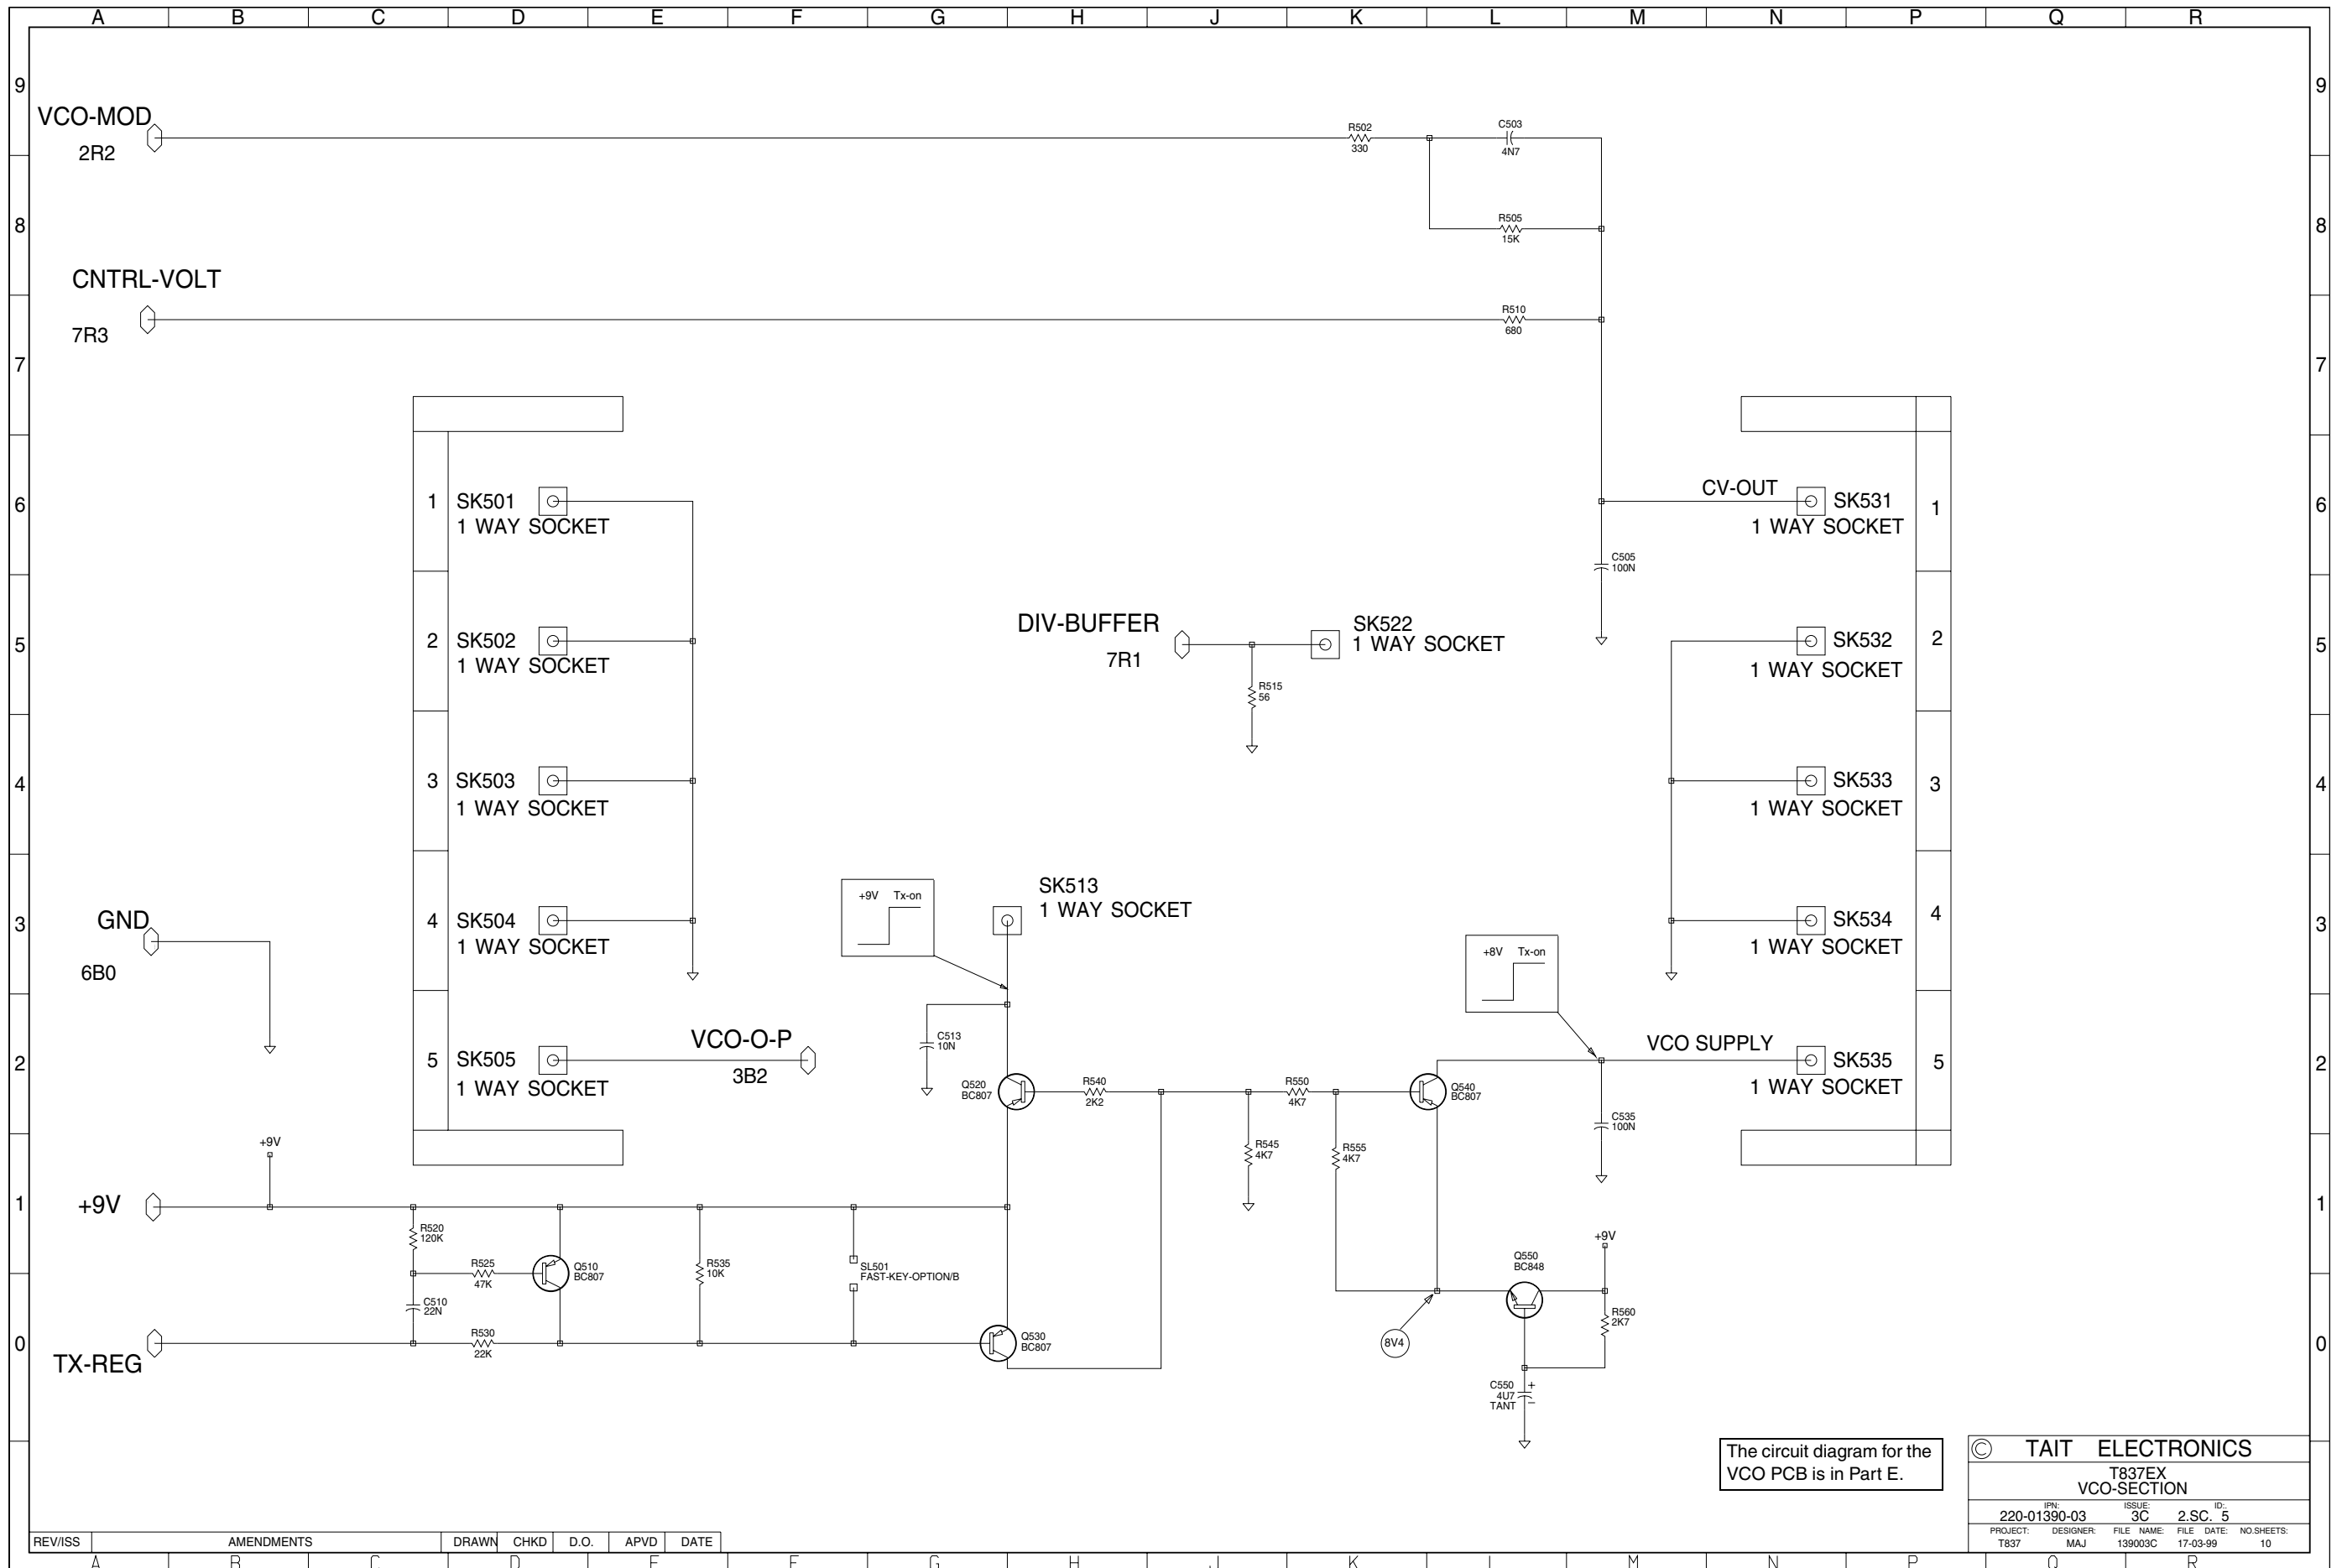 A B C D E F G H J K L M N P Q R
9 9
VCO-MOD
2R2
R502
330
C503
4N7
8 8
R505
15K
CNTRL-VOLT
7R3
R510
680
7 7
6 6
1 SK501
1 WAY SOCKET
CV-OUT
SK531 1
1 WAY SOCKET
C505
100N
5 5
2 SK502
1 WAY SOCKET
DIV-BUFFER
7R1
SK522
1 WAY SOCKET
R515
56
SK532 2
1 WAY SOCKET
4 4
3 SK503
1 WAY SOCKET
SK533 3
1 WAY SOCKET
3 3
GND
6B0
4 SK504
1 WAY SOCKET
+9V Tx-on
SK513
1 WAY SOCKET
+8V Tx-on
SK534 4
1 WAY SOCKET
2 2
5 SK505
1 WAY SOCKET
VCO-O-P
3B2
C513
10N
Q520
BC807
R540
2K2
R550
4K7
Q540
BC807
VCO SUPPLY
SK535 5
1 WAY SOCKET
C535
100N
R545
4K7
R555
4K7
1 1
+9V
+9V
R520
120K
R525
47K
Q510
BC807
R535
10K
SL501
FAST-KEY-OPTION/B
C510
22N
0 0
TX-REG
R530
22K
Q530
BC807
8V4
Q550
BC848
+9V
R560
2K7
C550
4U7
TANT
+
−
The circuit diagram for the
VCO PCB is in Part E.
© TAIT ELECTRONICS
T837EX
VCO-SECTION
IPN: ISSUE: ID:.
220-01390-03 3C 2.SC. 5
PROJECT: DESIGNER: FILE NAME: FILE DATE: NO.SHEETS:
T837 MAJ 139003C 17-03-99 10
REV/ISS AMENDMENTS DRAWN CHKD D.O. APVD DATE
A B C D E F G H J K L M N P Q R